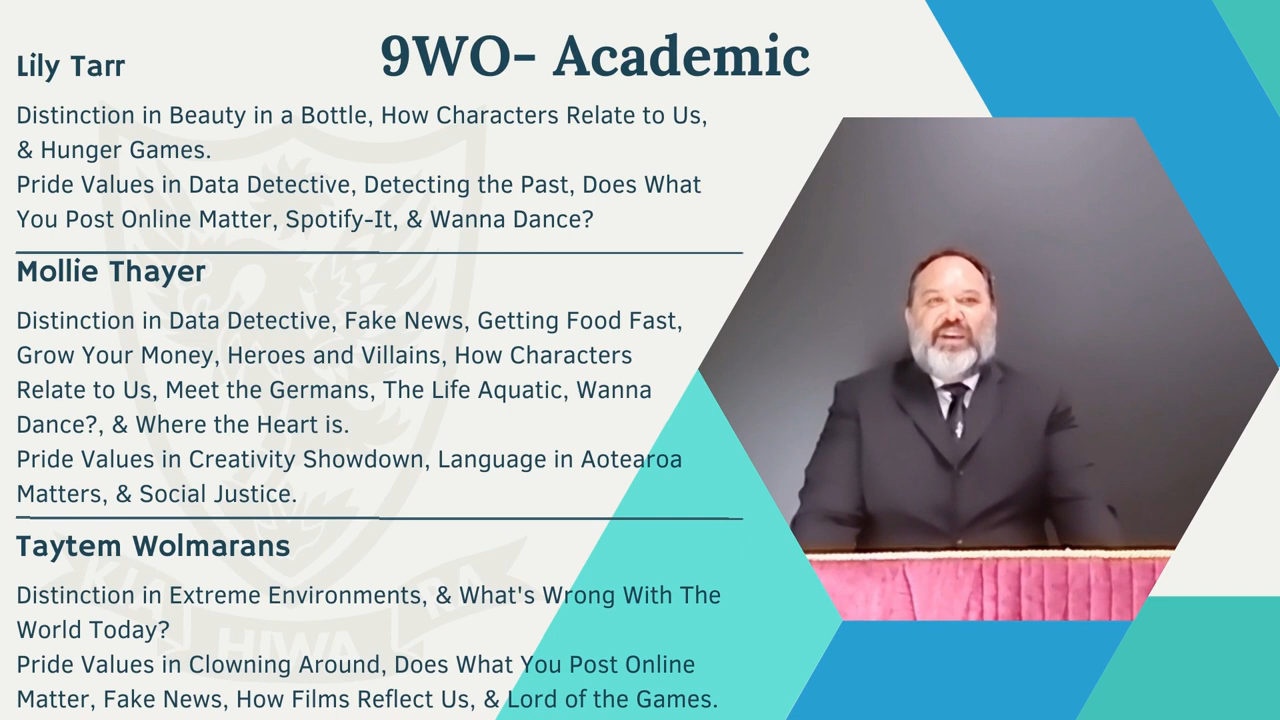 9WO- Academic
Lily Tarr
Distinction in Beauty in a Bottle, How Characters Relate to Us,
& Hunger Games.
Pride Values in Data Detective, Detecting the Past, Does What
You Post Online Matter, Spotify-It, & Wanna Dance?
Mollie Thayer
Distinction in Data Detective, Fake News, Getting Food Fast,
Grow Your Money, Heroes and Villains, How Characters
Relate to Us, Meet the Germans, The Life Aquatic, Wanna
Dance?, & Where the Heart is.
Pride Values in Creativity Showdown, Language in Aotearoa
Matters, & Social Justice.
Taytem Wolmarans
Distinction in Extreme Environments, & What's Wrong With The
World Today?
Pride Values in Clowning Around, Does What You Post Online
Matter, Fake News, How Films Reflect Us, & Lord of the Games.
HIWA